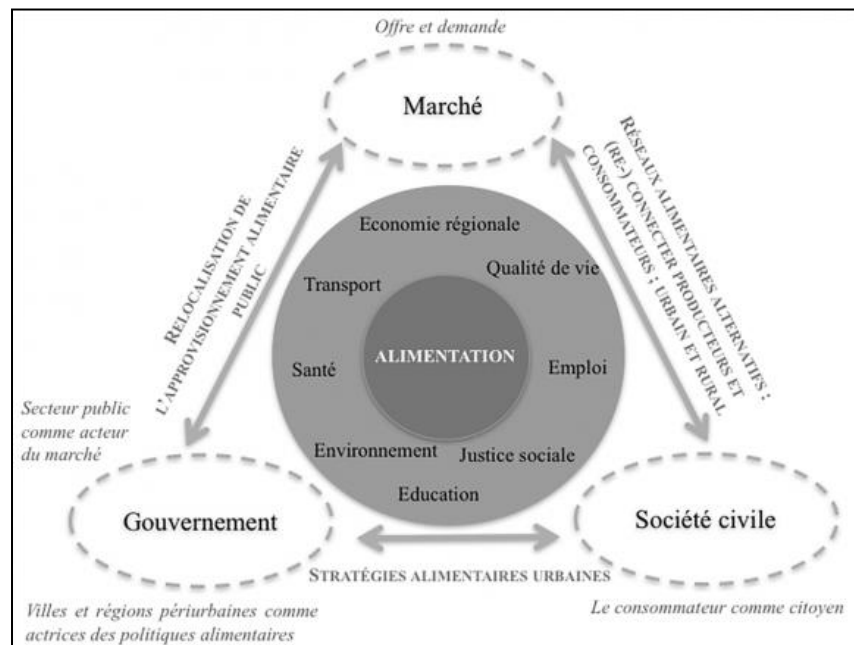 Offre et demande
Marché
RELOCALISATION DE
L'APPROVISIONNEMENT ALIMENTAIRE
PUBLIC
RÉSEAUX ALIMENTAIRES ALTERNATIFS :
(RE-) CONNECTER PRODUCTEURS ET
CONSOMMATEURS ; URBAIN ET RURAL
Economie régionale
Qualité de vie
Transport
ALIMENTATION
Santé
Emploi
Environnement
Justice sociale
Education
Secteur public
comme acteur
du marché
Gouvernement
Société civile
STRATÉGIES ALIMENTAIRES URBAINES
Villes et régions périurbaines comme
actrices des politiques alimentaires
Le consommateur comme citoyen